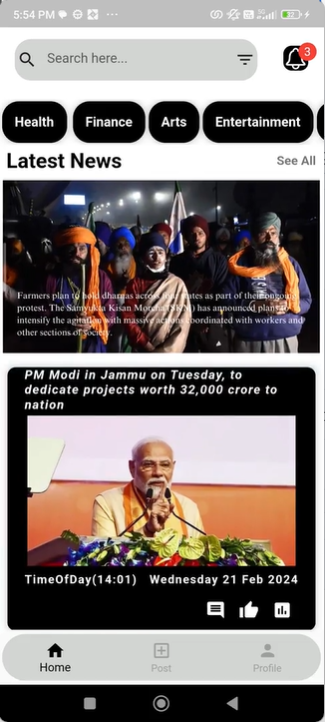 5:54 PM
Search here...
3
Health
Finance
Arts
Entertainment
Latest News
See All
Farmers plan to hold dharnas across four states as part of their ongoing
protest. The Samyukta Kisan Morcha (SKM) has announced plans to
intensify the agitation with massive actions coordinated with workers and
other sections of society.
PM Modi in Jammu on Tuesday, to
dedicate projects worth 32,000 crore to
nation
TimeOfDay(14:01) Wednesday 21 Feb 2024
Home
Post
Profile